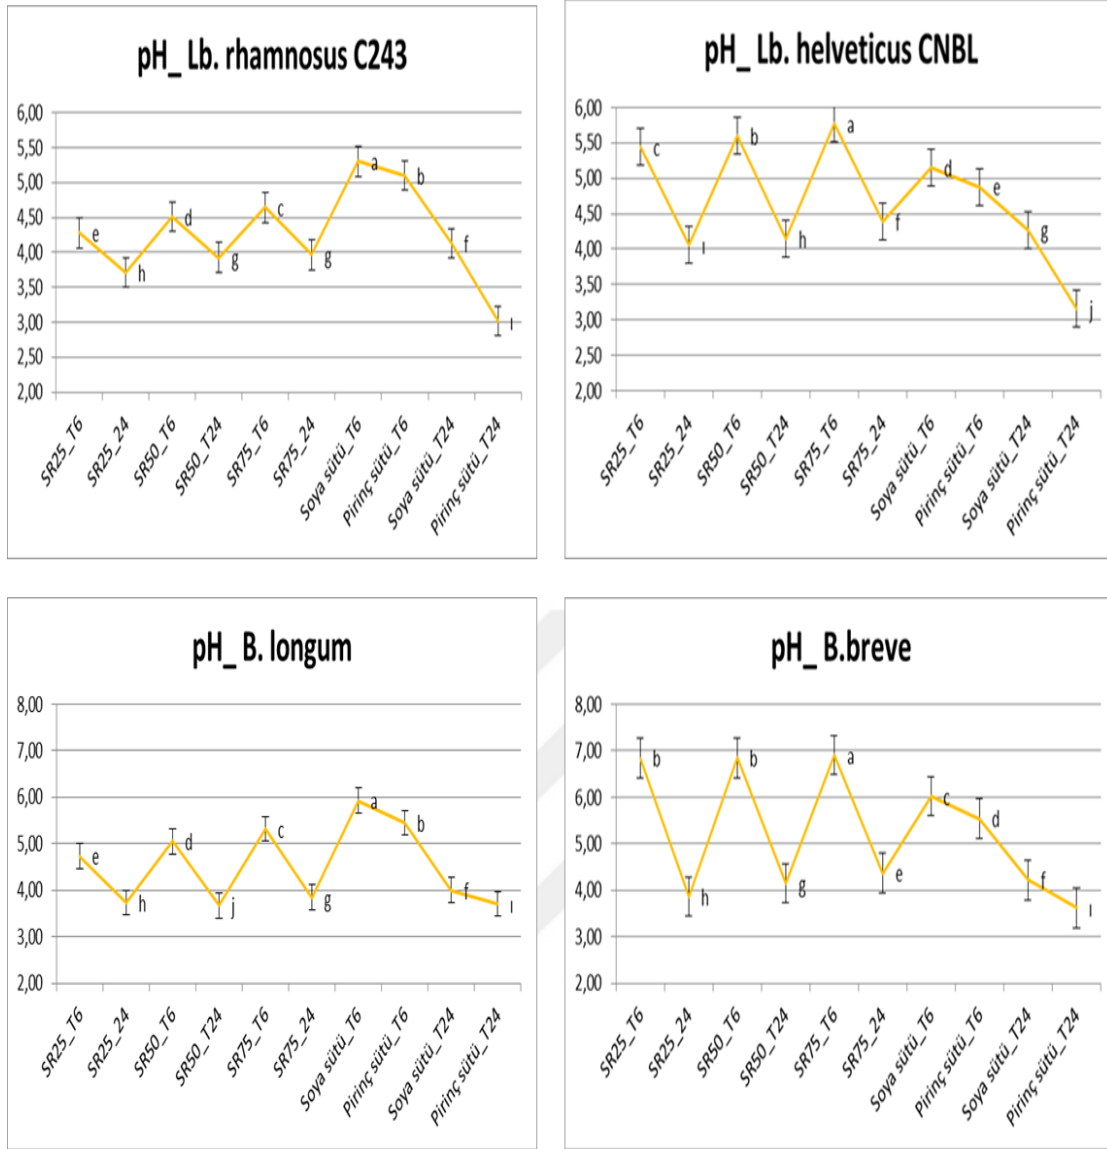 pH_ Lb. rhamnosus C243
6,00
5,50
5,00
4,50
4,00
3,50
3,00
2,50
2,00
e
h
d
g
c
g
a
b
f
ı
SR25_T6
SR25_24
SR50_T6
SR50_T24
SR75_T6
SR75_24
Soya sütü_T6
Pirinç sütü_T6
Soya sütü_T24
Pirinç sütü_T24
pH_ Lb. helveticus CNBL
6,00
5,50
5,00
4,50
4,00
3,50
3,00
2,50
2,00
c
ı
b
h
a
f
d
e
g
j
SR25_T6
SR25_24
SR50_T6
SR50_T24
SR75_T6
SR75_24
Soya sütü_T6
Pirinç sütü_T6
Soya sütü_T24
Pirinç sütü_T24
pH_ B. longum
8,00
7,00
6,00
5,00
4,00
3,00
2,00
e
h
d
j
c
g
a
b
f
ı
SR25_T6
SR25_24
SR50_T6
SR50_T24
SR75_T6
SR75_24
Soya sütü_T6
Pirinç sütü_T6
Soya sütü_T24
Pirinç sütü_T24
pH_ B.breve
8,00
7,00
6,00
5,00
4,00
3,00
2,00
b
h
b
g
a
e
c
d
f
ı
SR25_T6
SR25_24
SR50_T6
SR50_T24
SR75_T6
SR75_24
Soya sütü_T6
Pirinç sütü_T6
Soya sütü_T24
Pirinç sütü_T24